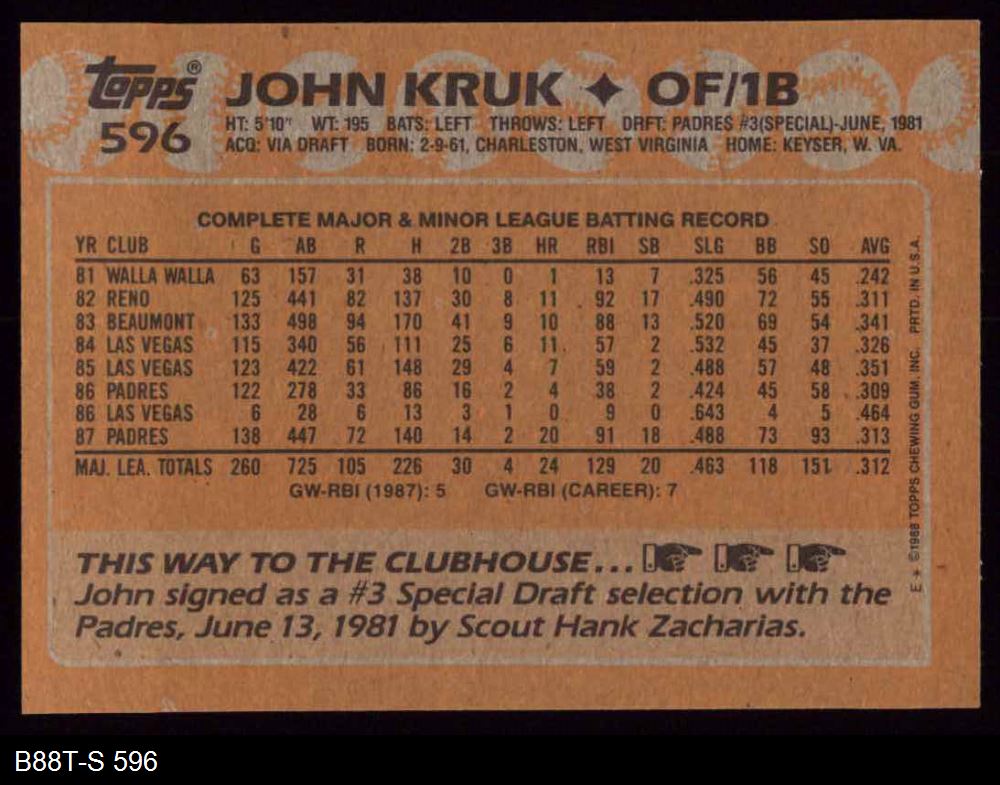 Topps® JOHN KRUK ✦ OF/1B
596 HT: 5'10" WT: 195 BATS: LEFT THROWS: LEFT DRFT: PADRES #3(SPECIAL)-JUNE, 1981
ACQ: VIA DRAFT BORN: 2-9-61, CHARLESTON, WEST VIRGINIA HOME: KEYSER, W. VA.
COMPLETE MAJOR & MINOR LEAGUE BATTING RECORD
YR CLUB G AB R H 2B 3B HR RBI SB SLG BB SO AVG
81 WALLA WALLA 63 157 31 38 10 0 1 13 7 .325 56 45 .242
82 RENO 125 441 82 137 30 8 11 92 17 .490 72 55 .311
83 BEAUMONT 133 498 94 170 41 9 10 88 13 .520 69 54 .341
84 LAS VEGAS 115 340 56 111 25 6 11 57 2 .532 45 37 .326
85 LAS VEGAS 123 422 61 148 29 4 7 59 2 .488 57 48 .351
86 PADRES 122 278 33 86 16 2 4 38 2 .424 45 58 .309
86 LAS VEGAS 6 28 6 13 3 1 0 9 0 .643 4 5 .464
87 PADRES 138 447 72 140 14 2 20 91 18 .488 73 93 .313
MAJ. LEA. TOTALS 260 725 105 226 30 4 24 129 20 .463 118 151 .312
GW-RBI (1987): 5 GW-RBI (CAREER): 7
THIS WAY TO THE CLUBHOUSE...
John signed as a #3 Special Draft selection with the
Padres, June 13, 1981 by Scout Hank Zacharias.
E * ©1988 TOPPS CHEWING GUM, INC. PRTD. IN U.S.A.
B88T-S 596